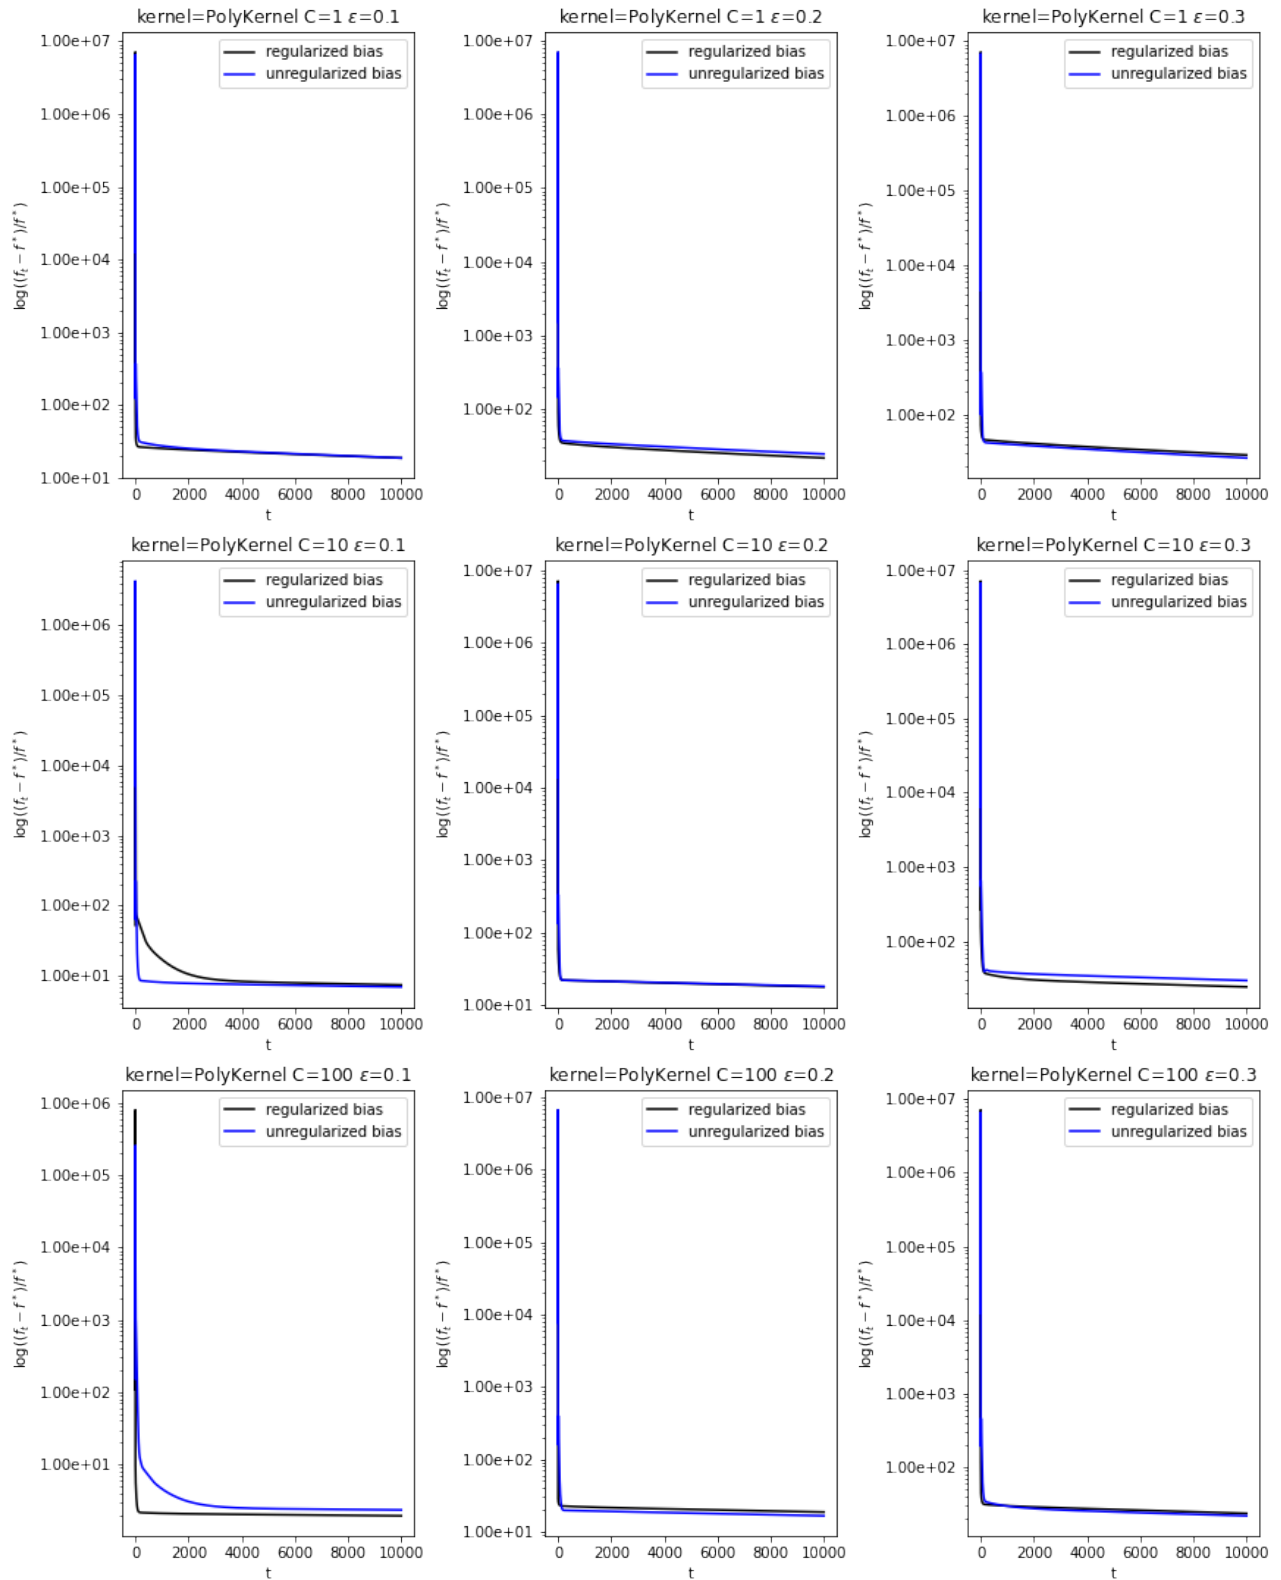 kernel=PolyKernel C=1 ε=0.1
1.00e+07
1.00e+06
1.00e+05
1.00e+04
1.00e+03
1.00e+02
1.00e+01
log((f_t − f*)/f*)
regularized bias
unregularized bias
0 2000 4000 6000 8000 10000
t
kernel=PolyKernel C=1 ε=0.2
1.00e+07
1.00e+06
1.00e+05
1.00e+04
1.00e+03
1.00e+02
log((f_t − f*)/f*)
regularized bias
unregularized bias
0 2000 4000 6000 8000 10000
t
kernel=PolyKernel C=1 ε=0.3
1.00e+07
1.00e+06
1.00e+05
1.00e+04
1.00e+03
1.00e+02
log((f_t − f*)/f*)
regularized bias
unregularized bias
0 2000 4000 6000 8000 10000
t
kernel=PolyKernel C=10 ε=0.1
1.00e+06
1.00e+05
1.00e+04
1.00e+03
1.00e+02
1.00e+01
log((f_t − f*)/f*)
regularized bias
unregularized bias
0 2000 4000 6000 8000 10000
t
kernel=PolyKernel C=10 ε=0.2
1.00e+07
1.00e+06
1.00e+05
1.00e+04
1.00e+03
1.00e+02
1.00e+01
log((f_t − f*)/f*)
regularized bias
unregularized bias
0 2000 4000 6000 8000 10000
t
kernel=PolyKernel C=10 ε=0.3
1.00e+07
1.00e+06
1.00e+05
1.00e+04
1.00e+03
1.00e+02
log((f_t − f*)/f*)
regularized bias
unregularized bias
0 2000 4000 6000 8000 10000
t
kernel=PolyKernel C=100 ε=0.1
1.00e+06
1.00e+05
1.00e+04
1.00e+03
1.00e+02
1.00e+01
log((f_t − f*)/f*)
regularized bias
unregularized bias
0 2000 4000 6000 8000 10000
t
kernel=PolyKernel C=100 ε=0.2
1.00e+07
1.00e+06
1.00e+05
1.00e+04
1.00e+03
1.00e+02
1.00e+01
log((f_t − f*)/f*)
regularized bias
unregularized bias
0 2000 4000 6000 8000 10000
t
kernel=PolyKernel C=100 ε=0.3
1.00e+07
1.00e+06
1.00e+05
1.00e+04
1.00e+03
1.00e+02
log((f_t − f*)/f*)
regularized bias
unregularized bias
0 2000 4000 6000 8000 10000
t